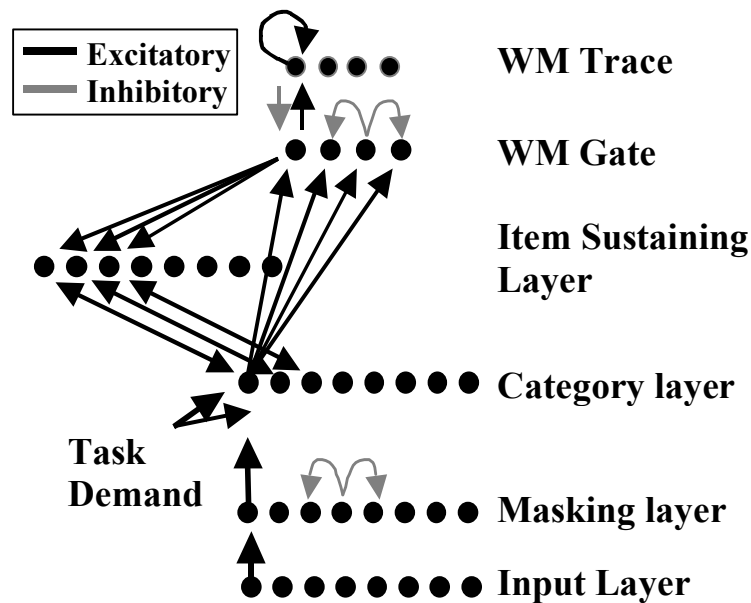 Excitatory
Inhibitory
WM Trace
WM Gate
Item Sustaining
Layer
Category layer
Task
Demand
Masking layer
Input Layer